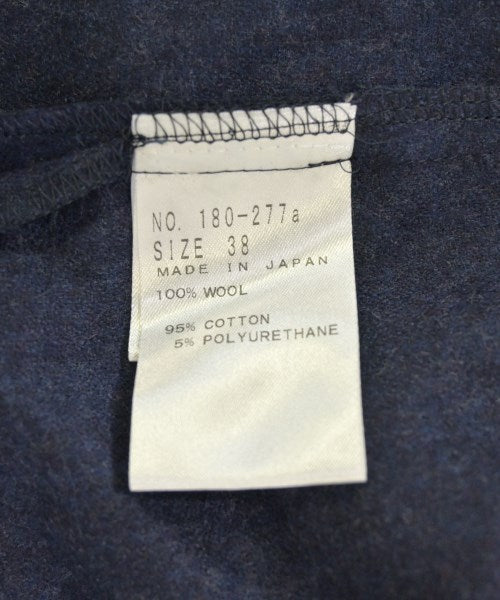 NO. 180-277a
SIZE 38
MADE IN JAPAN
100% WOOL
95% COTTON
5% POLYURETHANE